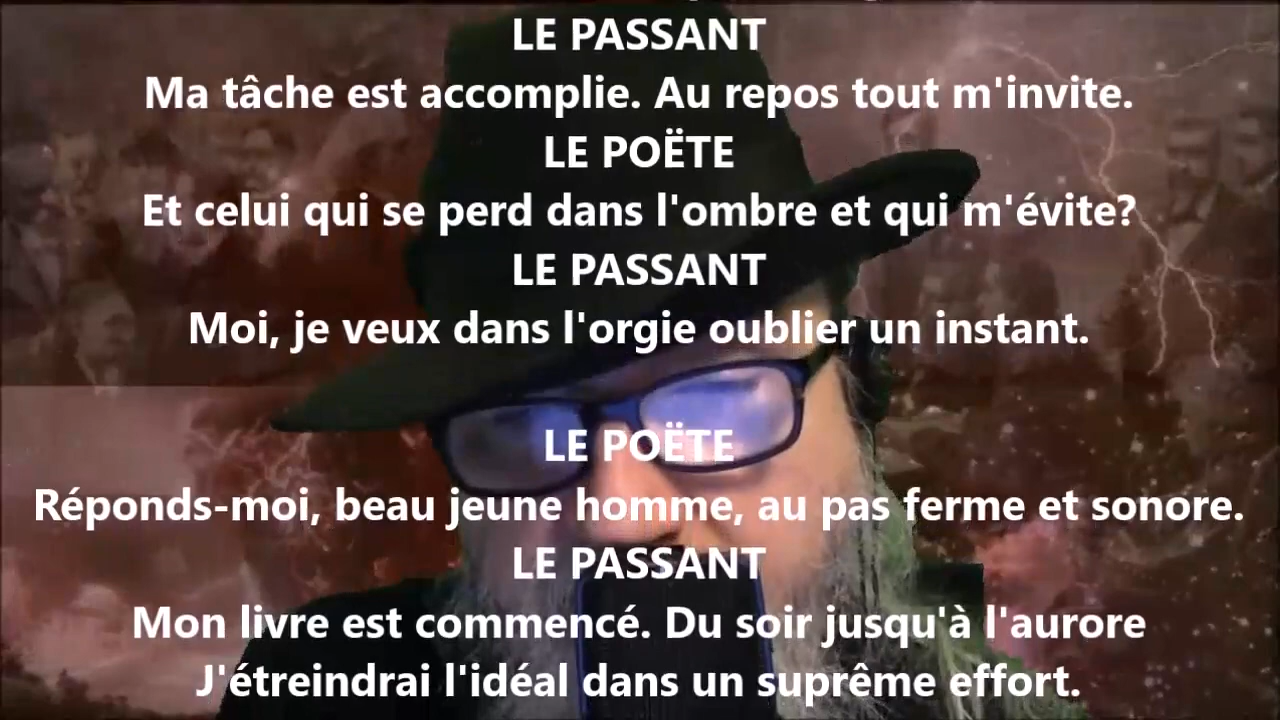 LE PASSANT
Ma tâche est accomplie. Au repos tout m'invite.
LE POËTE
Et celui qui se perd dans l'ombre et qui m'évite?
LE PASSANT
Moi, je veux dans l'orgie oublier un instant.
LE POËTE
Réponds-moi, beau jeune homme, au pas ferme et sonore.
LE PASSANT
Mon livre est commencé. Du soir jusqu'à l'aurore
J'étreindrai l'idéal dans un suprême effort.